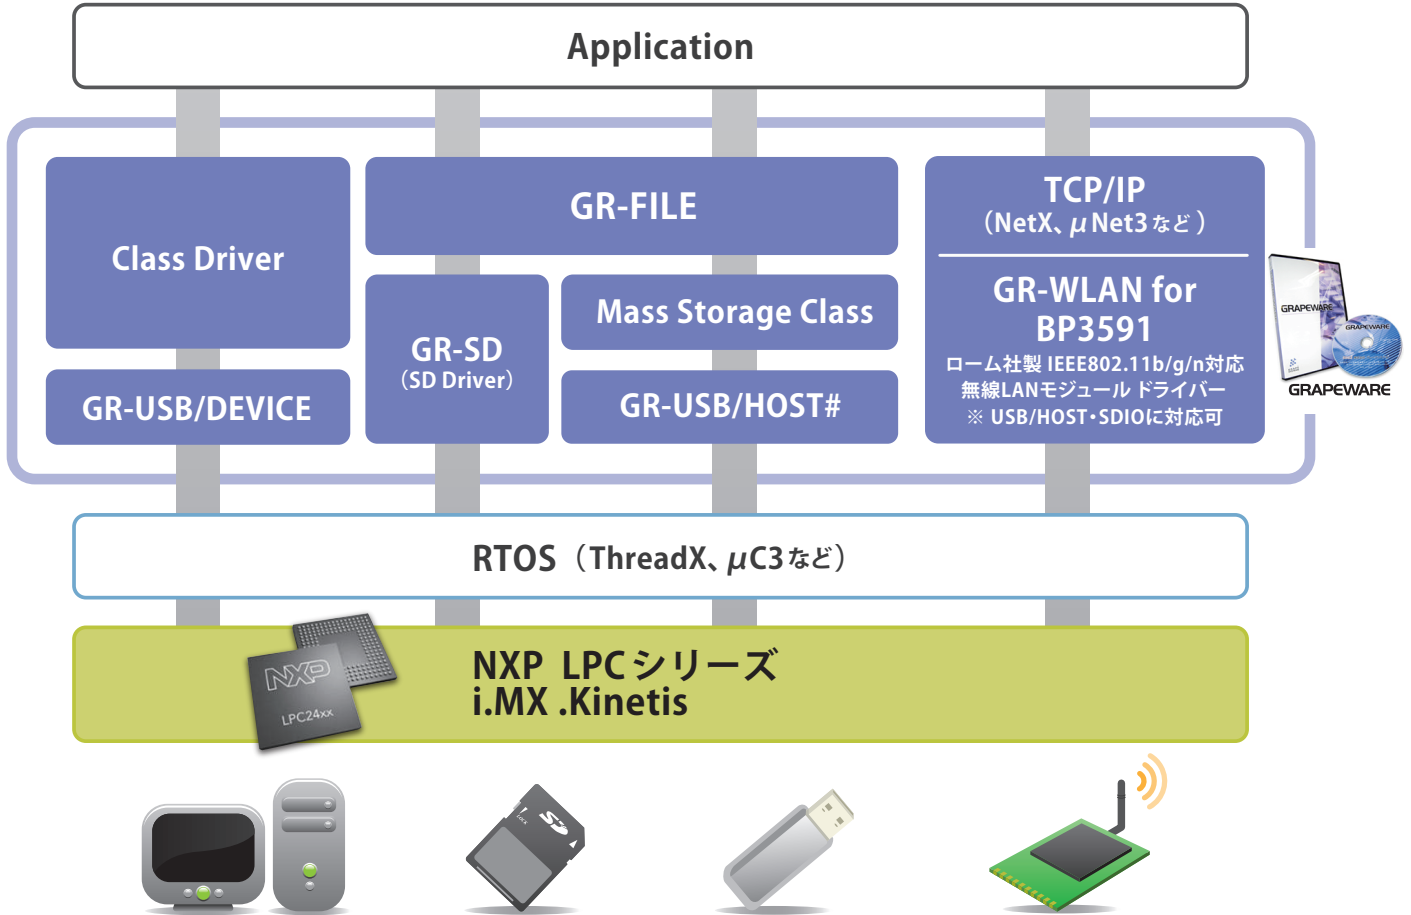 Application
Class Driver
GR-USB/DEVICE
GR-FILE
GR-SD
（SD Driver）
Mass Storage Class
GR-USB/HOST#
TCP/IP
（NetX、μNet3など）
GR-WLAN for
BP3591
ローム社製 IEEE802.11b/g/n対応
無線LANモジュール ドライバー
※ USB/HOST・SDIOに対応可
GRAPEWARE
GRAPEWARE
GRAPEWARE
RTOS（ThreadX、μC3など）
NXP LPCシリーズ
i.MX .Kinetis
NXP
LPC24xx
Lock
SD